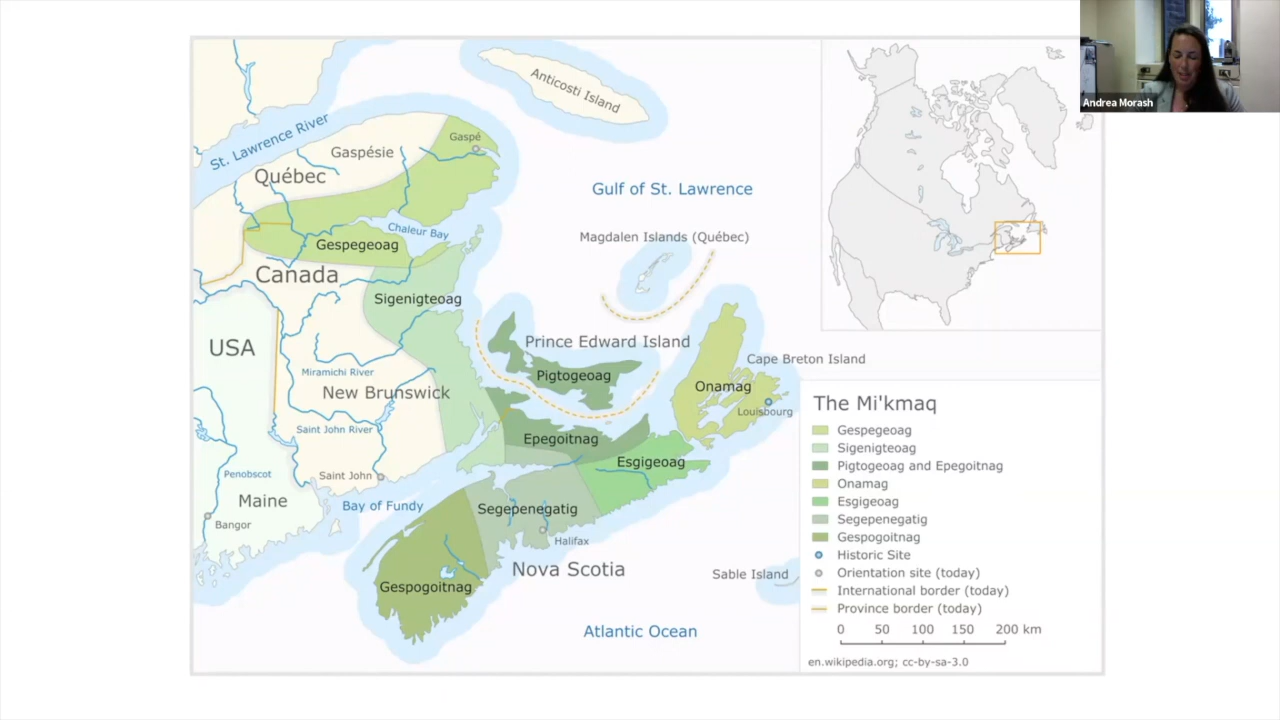 Andrea Morash
Anticosti Island
St. Lawrence River
Gaspé
Gaspésie
Québec
Gulf of St. Lawrence
Chaleur Bay
Magdalen Islands (Québec)
Gespegeoag
Canada
Sigenigteoag
USA
Prince Edward Island
Cape Breton Island
Miramichi River
Pigtogeoag
Onamag
New Brunswick
Louisbourg
Saint John River
Epegoitnag
Esgigeoag
Penobscot
Saint John
Maine
Bay of Fundy
Segepenegatig
Bangor
Halifax
Nova Scotia
Sable Island
Gespogoitnag
Atlantic Ocean
The Mi'kmaq
Gespegeoag
Sigenigteoag
Pigtogeoag and Epegoitnag
Onamag
Esgigeoag
Segepenegatig
Gespogoitnag
Historic Site
Orientation site (today)
International border (today)
Province border (today)
0 50 100 150 200 km
en.wikipedia.org; cc-by-sa-3.0